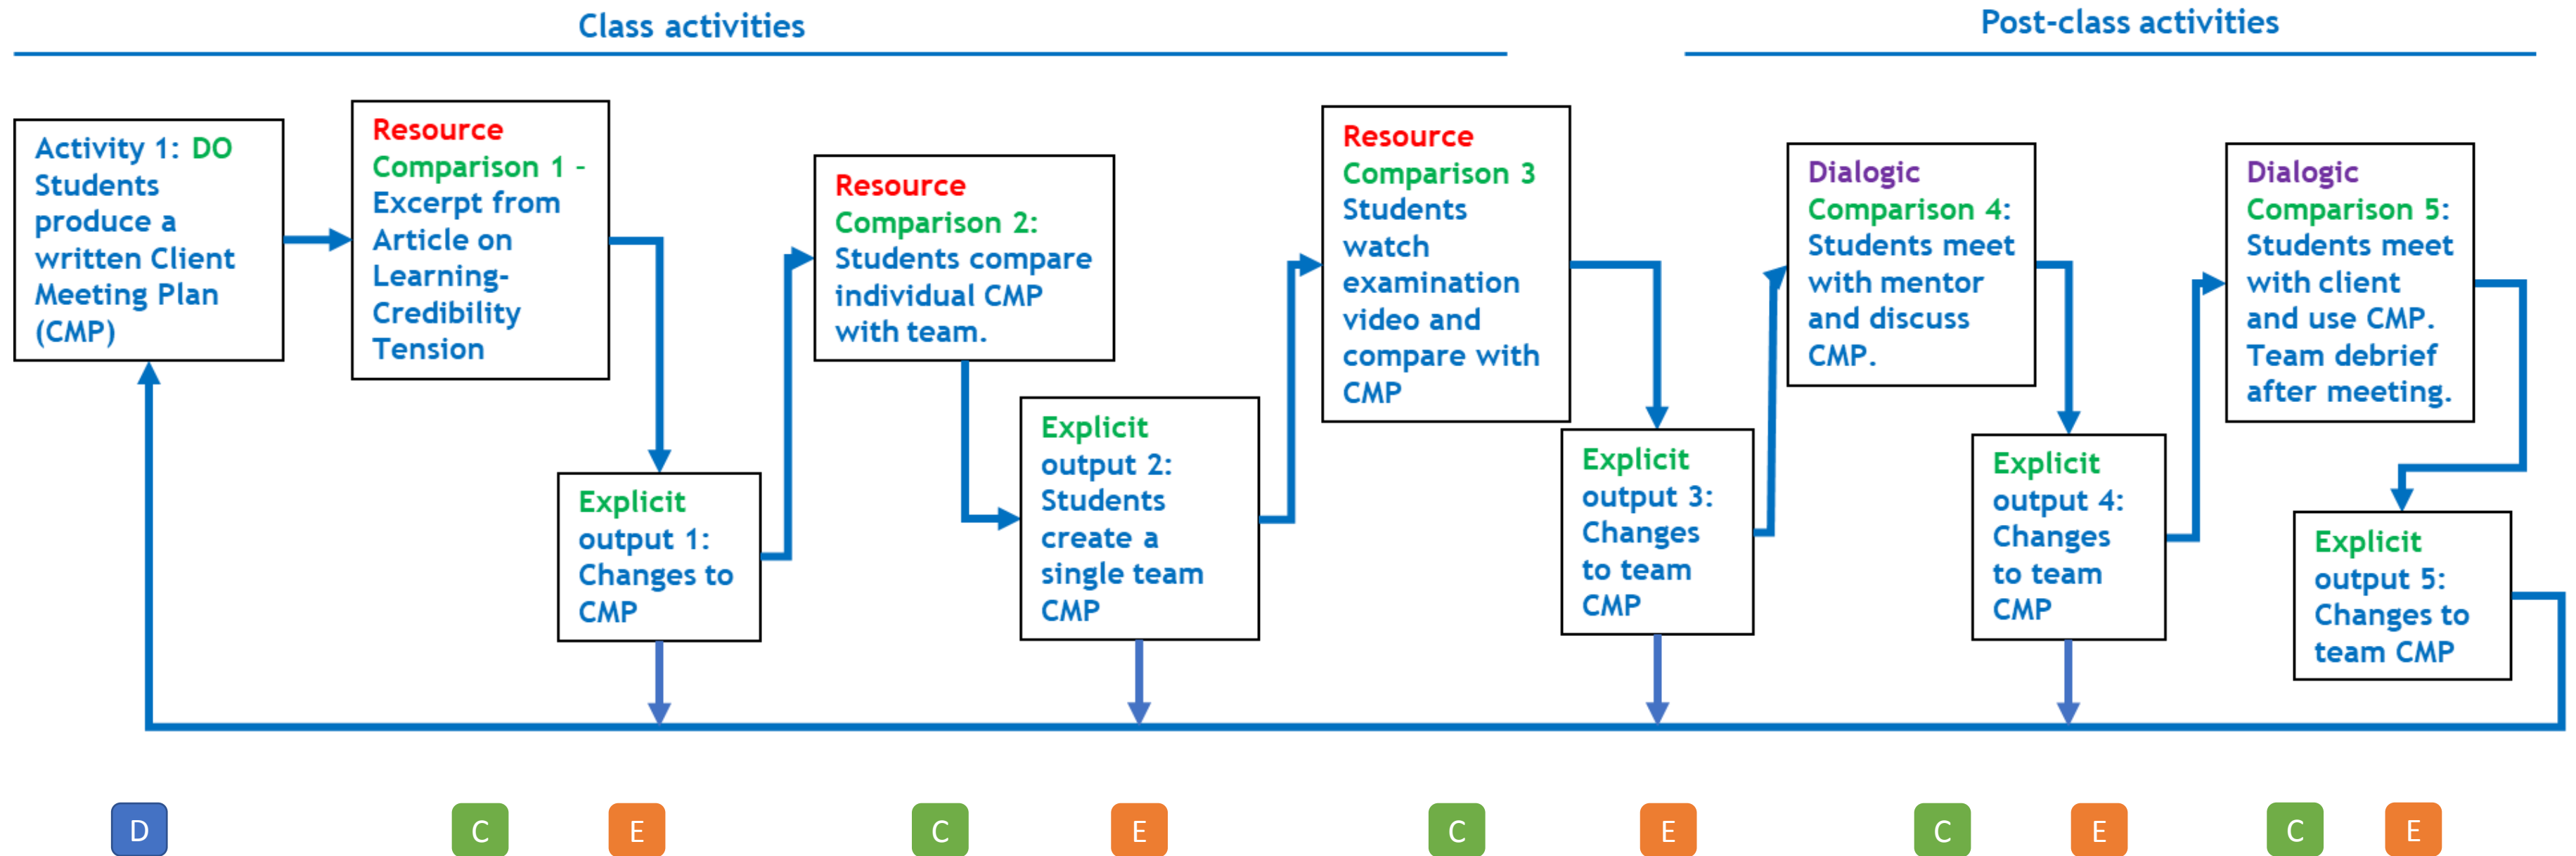 Class activities
Post-class activities
Activity 1: DO
Students
produce a
written Client
Meeting Plan
(CMP)
Resource
Comparison 1 –
Excerpt from
Article on
Learning-
Credibility
Tension
Explicit
output 1:
Changes to
CMP
Resource
Comparison 2:
Students compare
individual CMP
with team.
Explicit
output 2:
Students
create a
single team
CMP
Resource
Comparison 3
Students
watch
examination
video and
compare with
CMP
Explicit
output 3:
Changes
to team
CMP
Dialogic
Comparison 4:
Students meet
with mentor
and discuss
CMP.
Explicit
output 4:
Changes
to team
CMP
Dialogic
Comparison 5:
Students meet
with client
and use CMP.
Team debrief
after meeting.
Explicit
output 5:
Changes to
team CMP
D
C
E
C
E
C
E
C
E
C
E